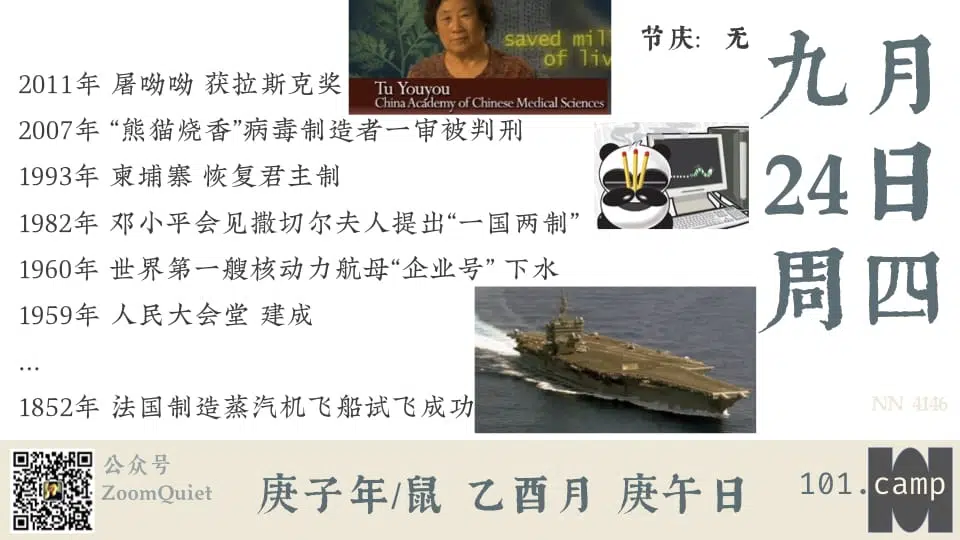 saved mil
of liv
Tu Youyou
China Academy of Chinese Medical Sciences
节庆: 无
九月
24日
周四
2011年 屠呦呦 获拉斯克奖
2007年 “熊猫烧香”病毒制造者一审被判刑
1993年 柬埔寨 恢复君主制
1982年 邓小平会见撒切尔夫人提出“一国两制”
1960年 世界第一艘核动力航母“企业号” 下水
1959年 人民大会堂 建成
...
1852年 法国制造蒸汽机飞船试飞成功
NN 4146
公众号
ZoomQuiet
庚子年/鼠 乙酉月 庚午日
101.camp